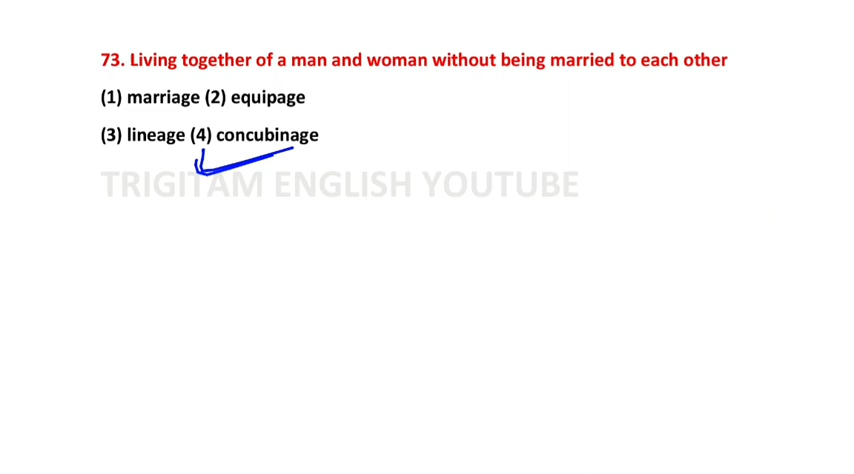 73. Living together of a man and woman without being married to each other
(1) marriage (2) equipage
(3) lineage (4) concubinage
TRIGITAM ENGLISH YOUTUBE